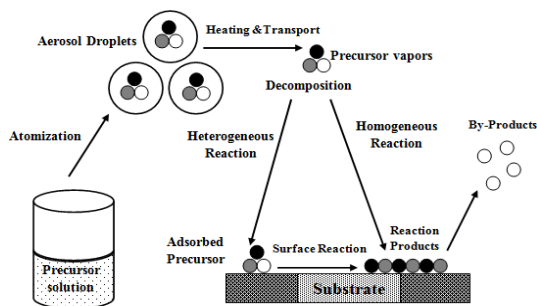 Aerosol Droplets
Heating & Transport
Precursor vapors
Decomposition
Atomization
Heterogeneous
Reaction
Homogeneous
Reaction
By-Products
Precursor
solution
Adsorbed
Precursor
Surface Reaction
Reaction
Products
Substrate